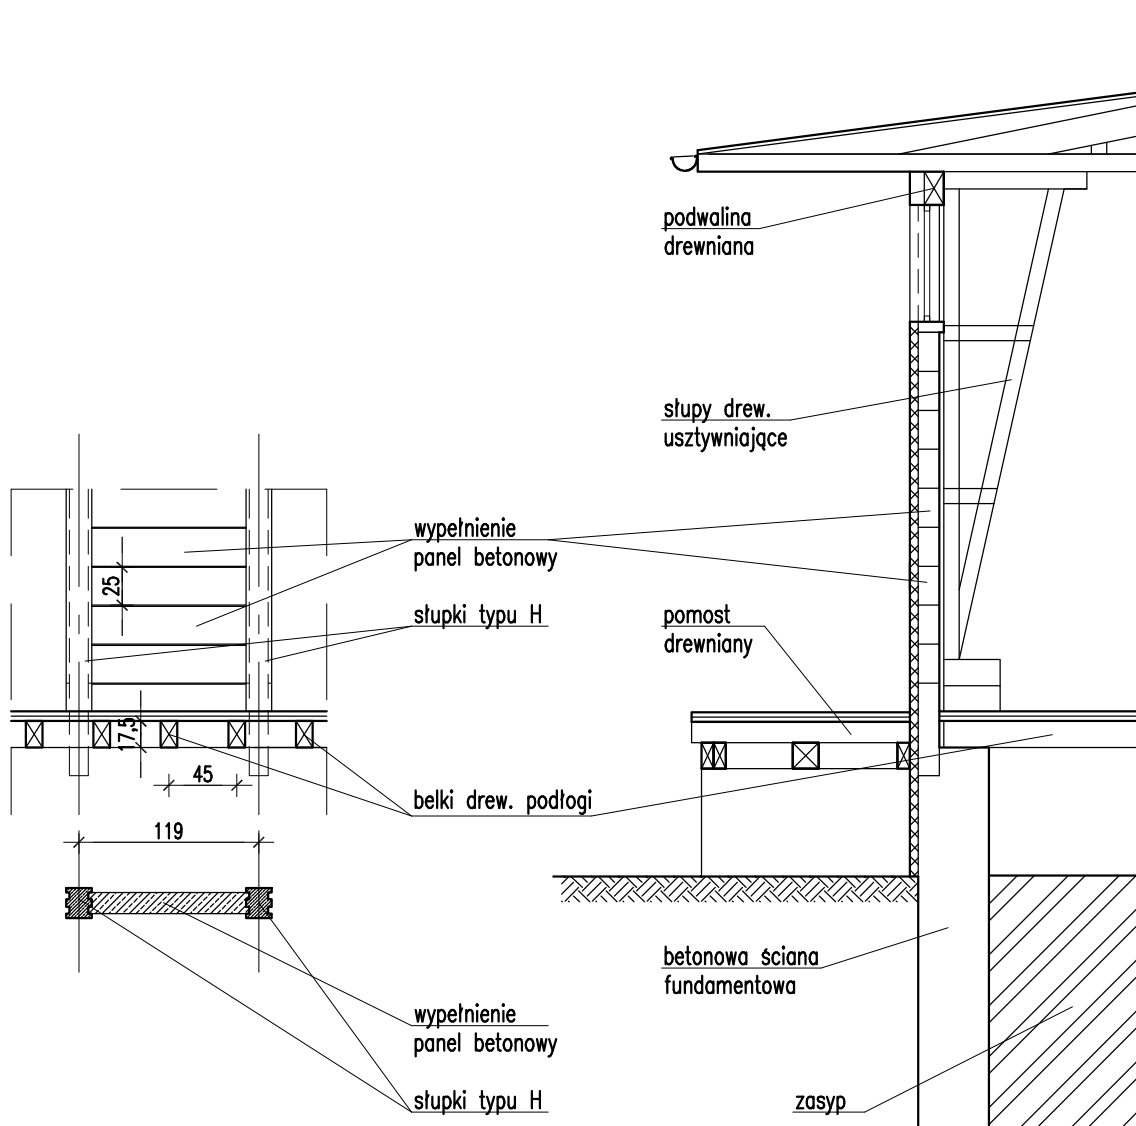 podwalina
drewniana
słupy drew.
usztywniające
wypełnienie
panel betonowy
25
słupki typu H
pomost
drewniany
17,5
45
belki drew. podłogi
119
betonowa ściana
fundamentowa
wypełnienie
panel betonowy
słupki typu H
zasyp